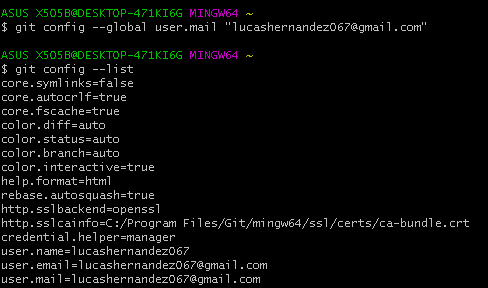 ASUS X505B@DESKTOP-471KI6G MINGW64 ~
$ git config --global user.mail "lucashernandez067@gmail.com"
ASUS X505B@DESKTOP-471KI6G MINGW64 ~
$ git config --list
core.symlinks=false
core.autocrlf=true
core.fscache=true
color.diff=auto
color.status=auto
color.branch=auto
color.interactive=true
help.format=html
rebase.autosquash=true
http.sslbackend=openssl
http.sslcainfo=C:/Program Files/Git/mingw64/ssl/certs/ca-bundle.crt
credential.helper=manager
user.name=lucashernandez067
user.email=lucashernandez067@gmail.com
user.mail=lucashernandez067@gmail.com